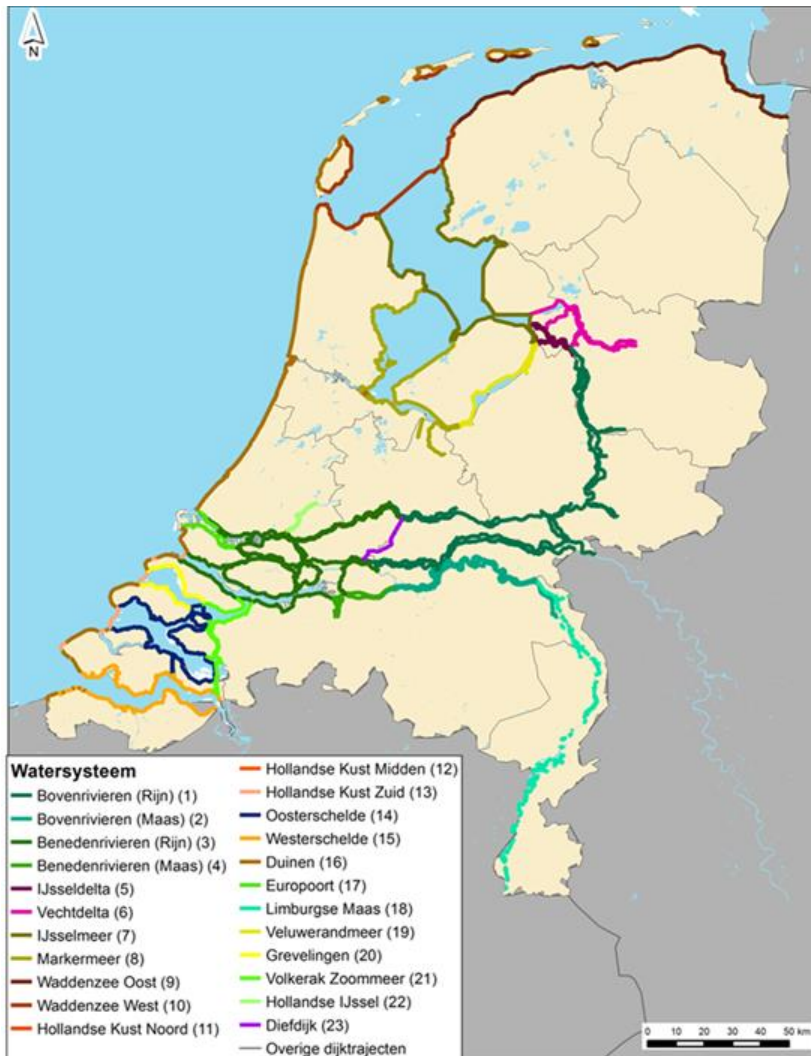 N
Watersysteem
Bovenrivieren (Rijn) (1)
Bovenrivieren (Maas) (2)
Benedenrivieren (Rijn) (3)
Benedenrivieren (Maas) (4)
IJsseldelta (5)
Vechtdelta (6)
IJsselmeer (7)
Markermeer (8)
Waddenzee Oost (9)
Waddenzee West (10)
Hollandse Kust Noord (11)
Hollandse Kust Midden (12)
Hollandse Kust Zuid (13)
Oosterschelde (14)
Westerschelde (15)
Duinen (16)
Europoort (17)
Limburgse Maas (18)
Veluwerandmeer (19)
Grevelingen (20)
Volkerak Zoommeer (21)
Hollandse IJssel (22)
Diefdijk (23)
Overige dijktrajecten
0 10 20 30 40 50 km